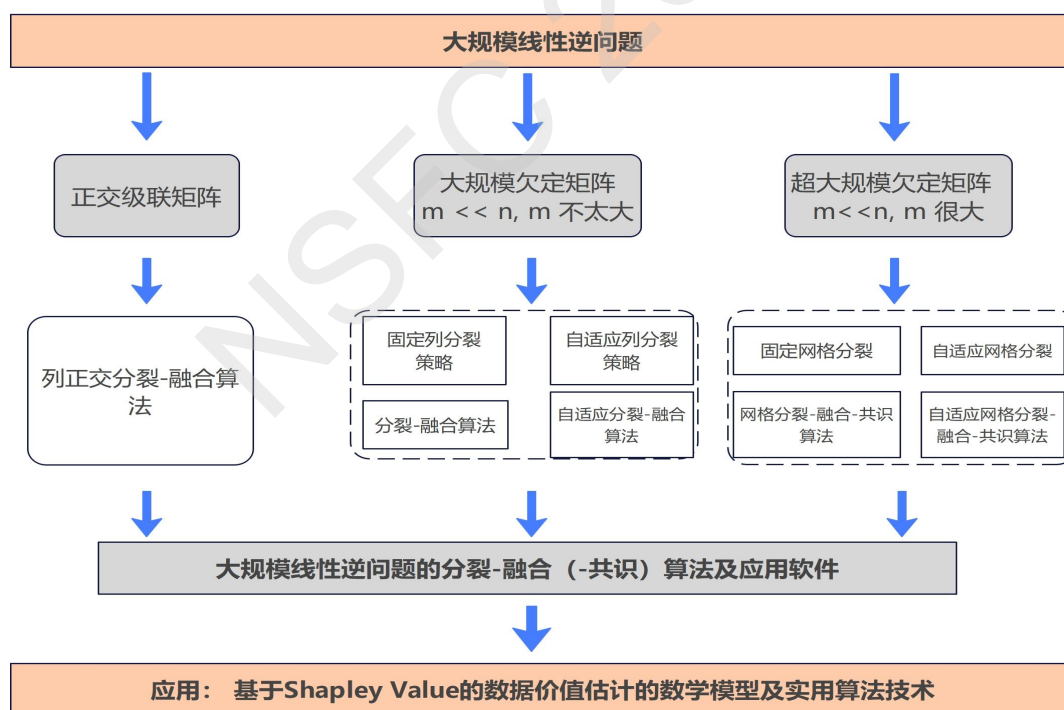 大规模线性逆问题
正交级联矩阵
大规模欠定矩阵
m << n, m 不太大
超大规模欠定矩阵
m<<n, m 很大
列正交分裂-融合算
法
固定列分裂
策略
自适应列分裂
策略
分裂-融合算法
自适应分裂-融合
算法
固定网格分裂
自适应网格分裂
网格分裂-融合-共识
算法
自适应网格分裂-
融合-共识算法
大规模线性逆问题的分裂-融合（-共识）算法及应用软件
应用： 基于Shapley Value的数据价值估计的数学模型及实用算法技术
NSFC 2